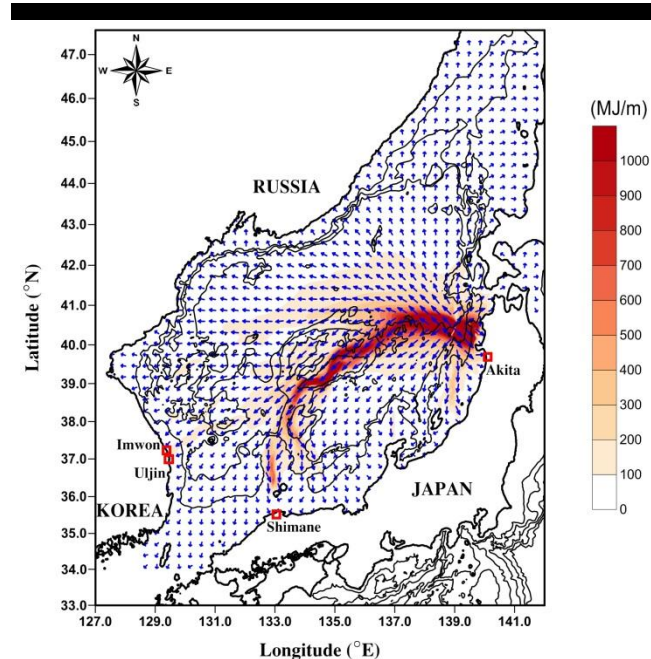 N
W E
S
(MJ/m)
47.0
46.0
45.0
44.0
43.0
42.0
41.0
40.0
39.0
38.0
37.0
36.0
35.0
34.0
33.0
Latitude (°N)
RUSSIA
Akita
Imwon
Uljin
KOREA
JAPAN
Shimane
1000
900
800
700
600
500
400
300
200
100
0
127.0 129.0 131.0 133.0 135.0 137.0 139.0 141.0
Longitude (°E)